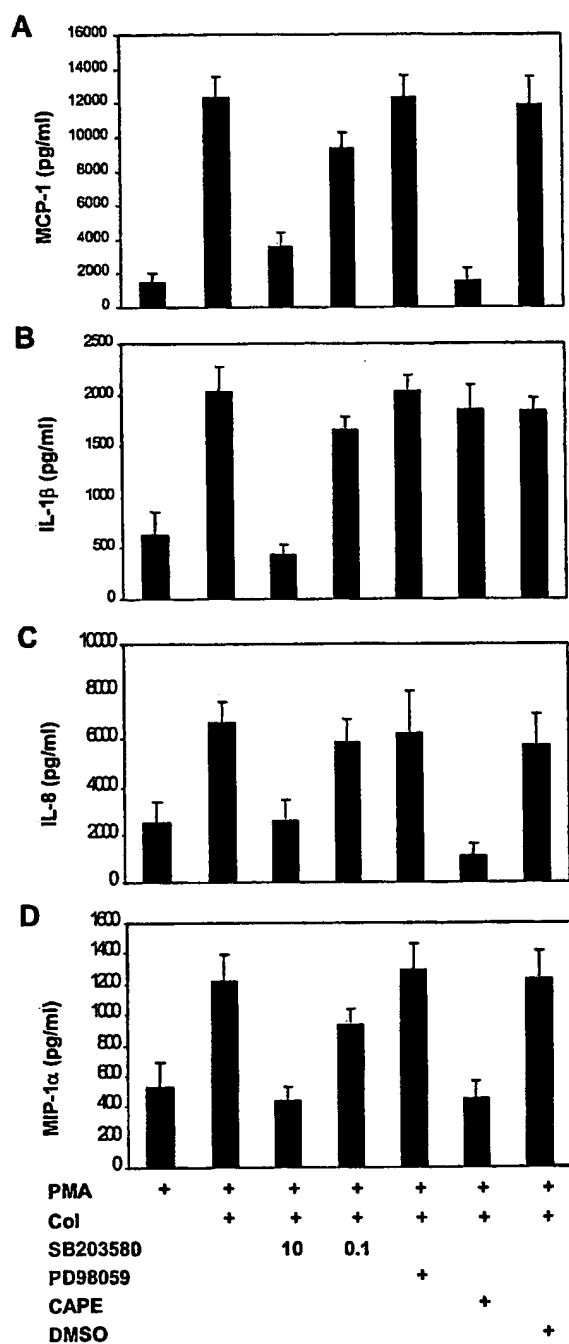 A
MCP-1 (pg/ml)
16000
14000
12000
10000
8000
6000
4000
2000
0
B
IL-1β (pg/ml)
2500
2000
1500
1000
500
0
C
IL-8 (pg/ml)
10000
8000
6000
4000
2000
0
D
MIP-1α (pg/ml)
1600
1400
1200
1000
800
600
400
200
0
PMA + + + + + + +
Col + + + + + +
SB203580 10 0.1
PD98059 +
CAPE +
DMSO +